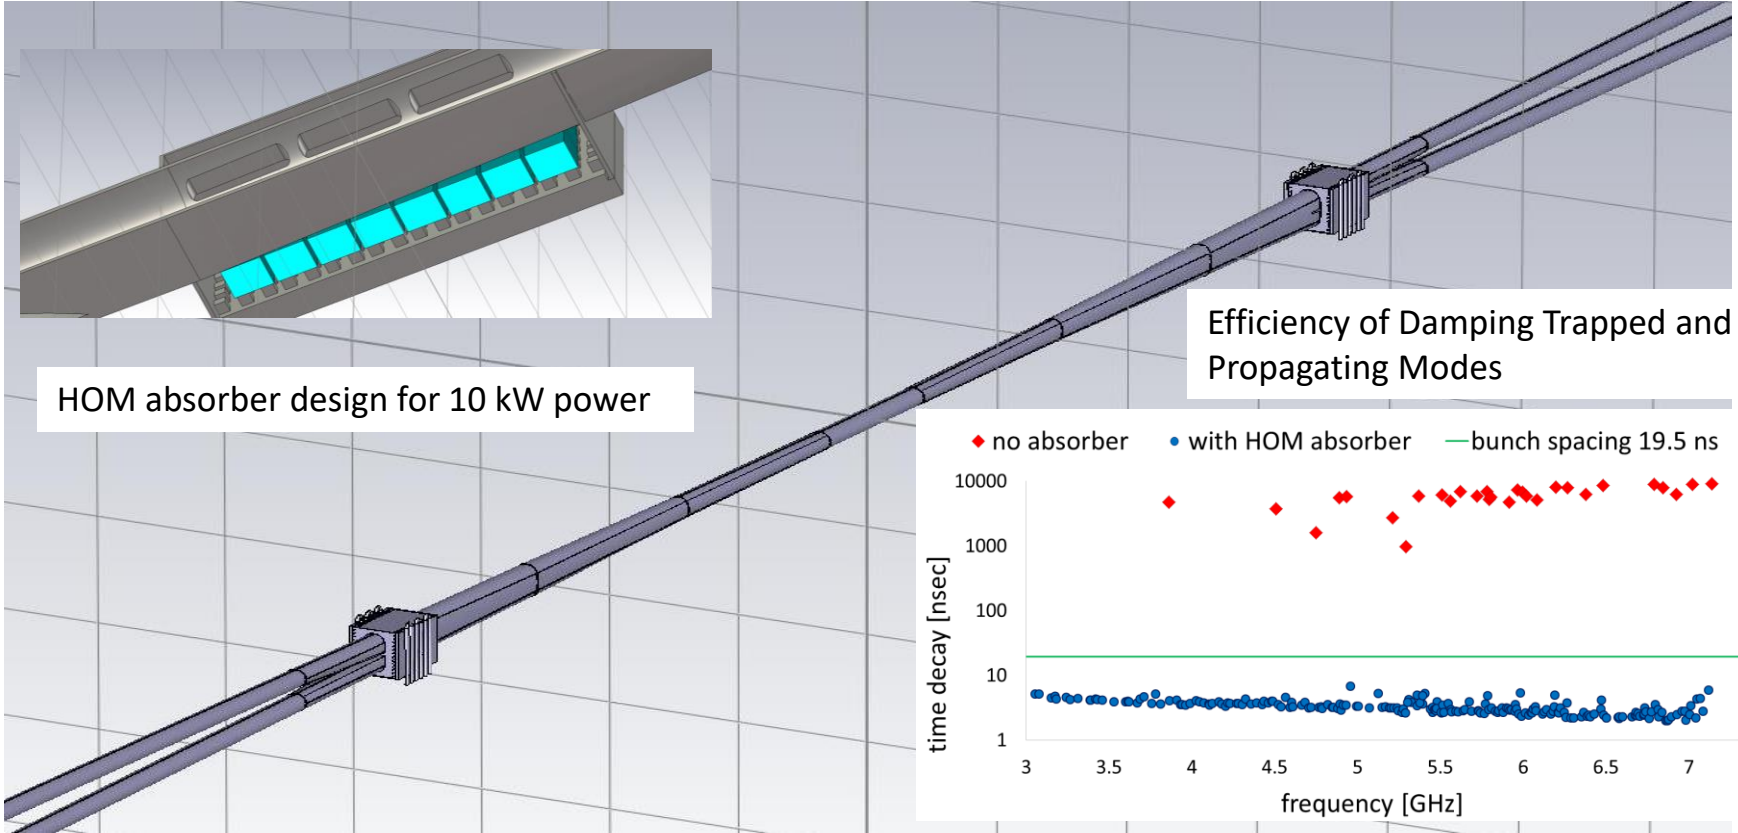 HOM absorber design for 10 kW power
Efficiency of Damping Trapped and
Propagating Modes
no absorber
with HOM absorber
bunch spacing 19.5 ns
time decay [nsec]
10000
1000
100
10
1
3
3.5
4
4.5
5
5.5
6
6.5
7
frequency [GHz]